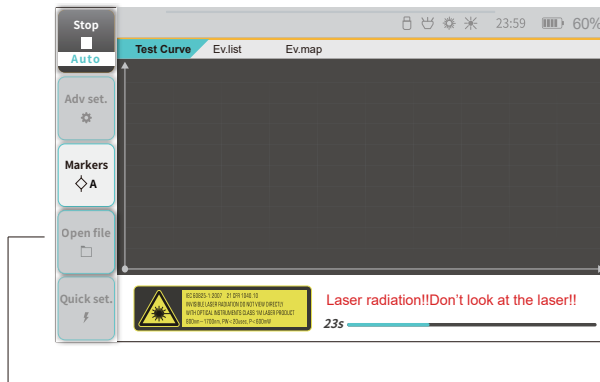 Stop
Auto
23:59
60%
Test Curve
Ev.list
Ev.map
Adv set.
Markers
A
Open file
Quick set.
IEC 60825-1:2007 21 CFR 1040.10
INVISIBLE LASER RADIATION DO NOT VIEW DIRECTLY
WITH OPTICAL INSTRUMENTS CLASS 1M LASER PRODUCT
Laser radiation!!Don't look at the laser!!
23s